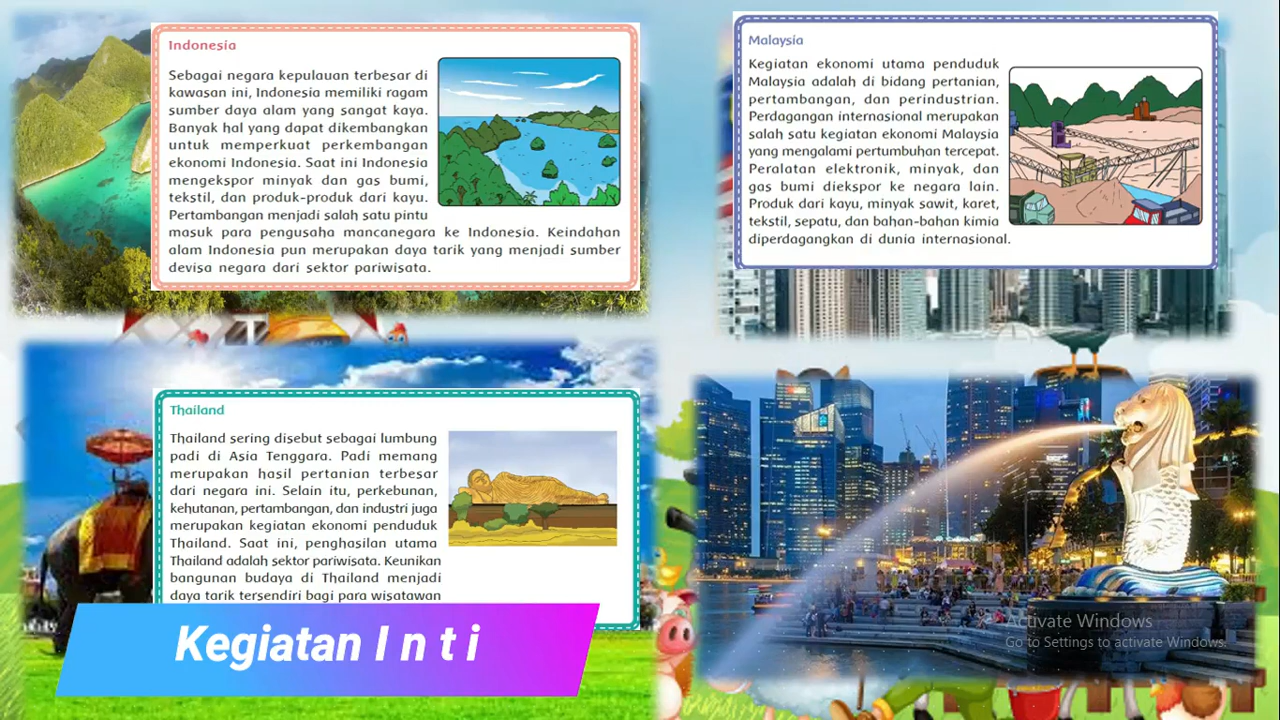 Indonesia
Sebagai negara kepulauan terbesar di
kawasan ini, Indonesia memiliki ragam
sumber daya alam yang sangat kaya.
Banyak hal yang dapat dikembangkan
untuk memperkuat perkembangan
ekonomi Indonesia. Saat ini Indonesia
mengekspor minyak dan gas bumi,
tekstil, dan produk-produk dari kayu.
Pertambangan menjadi salah satu pintu
masuk para pengusaha mancanegara ke Indonesia. Keindahan
alam Indonesia pun merupakan daya tarik yang menjadi sumber
devisa negara dari sektor pariwisata.
Malaysia
Kegiatan ekonomi utama penduduk
Malaysia adalah di bidang pertanian,
pertambangan, dan perindustrian.
Perdagangan internasional merupakan
salah satu kegiatan ekonomi Malaysia
yang mengalami pertumbuhan tercepat.
Peralatan elektronik, minyak, dan
gas bumi diekspor ke negara lain.
Produk dari kayu, minyak sawit, karet,
tekstil, sepatu, dan bahan-bahan kimia
diperdagangkan di dunia internasional.
Thailand
Thailand sering disebut sebagai lumbung
padi di Asia Tenggara. Padi memang
merupakan hasil pertanian terbesar
dari negara ini. Selain itu, perkebunan,
kehutanan, pertambangan, dan industri juga
merupakan kegiatan ekonomi penduduk
Thailand. Saat ini, penghasilan utama
Thailand adalah sektor pariwisata. Keunikan
bangunan budaya di Thailand menjadi
daya tarik tersendiri bagi para wisatawan
Kegiatan Inti
Activate Windows
Go to Settings to activate Windows.